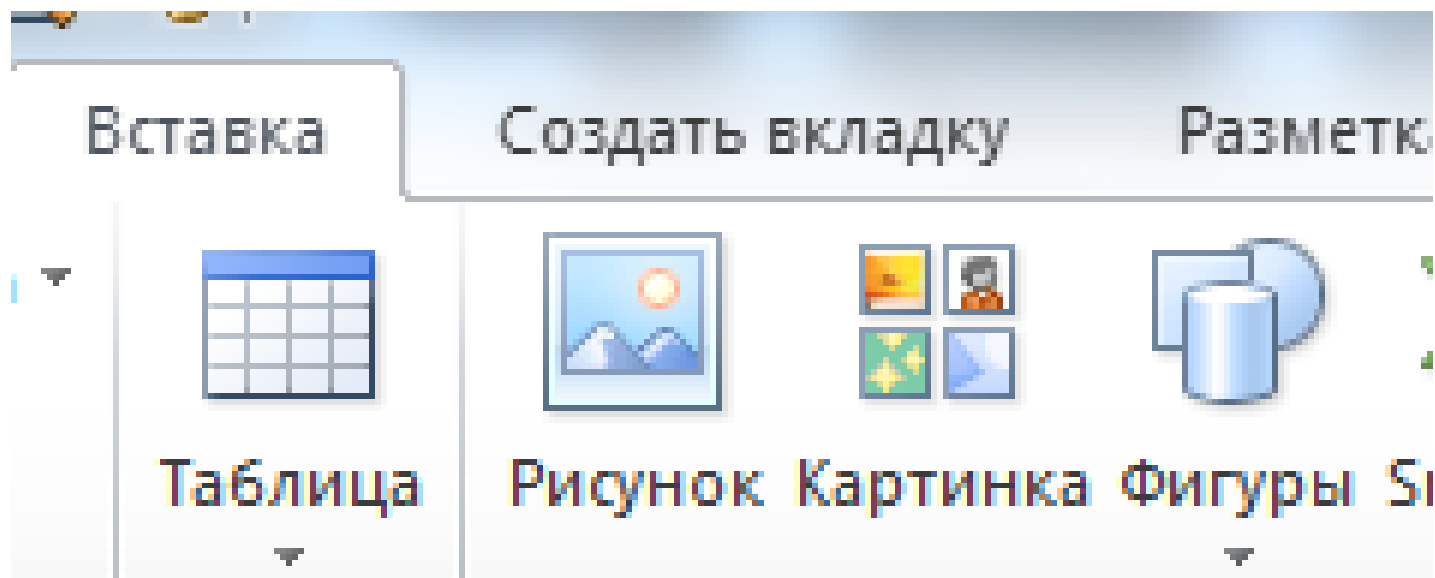 Вставка Создать вкладку
Таблица Рисунок Картинка Фигуры